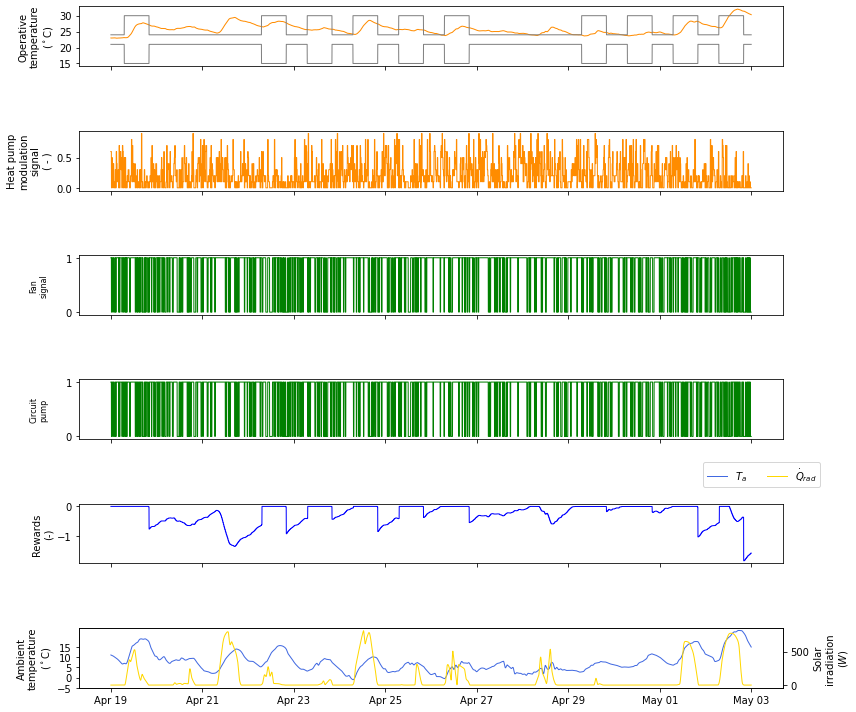 Operative
temperature
(°C)
30
25
20
15
Heat pump
modulation
signal
( - )
0.5
0.0
Fan
signal
1
0
Circuit
pump
1
0
T_a
Q̇_rad
Rewards
(-)
0
−1
Ambient
temperature
(°C)
15
10
5
0
−5
500
0
Solar
irradiation
(W)
Apr 19
Apr 21
Apr 23
Apr 25
Apr 27
Apr 29
May 01
May 03